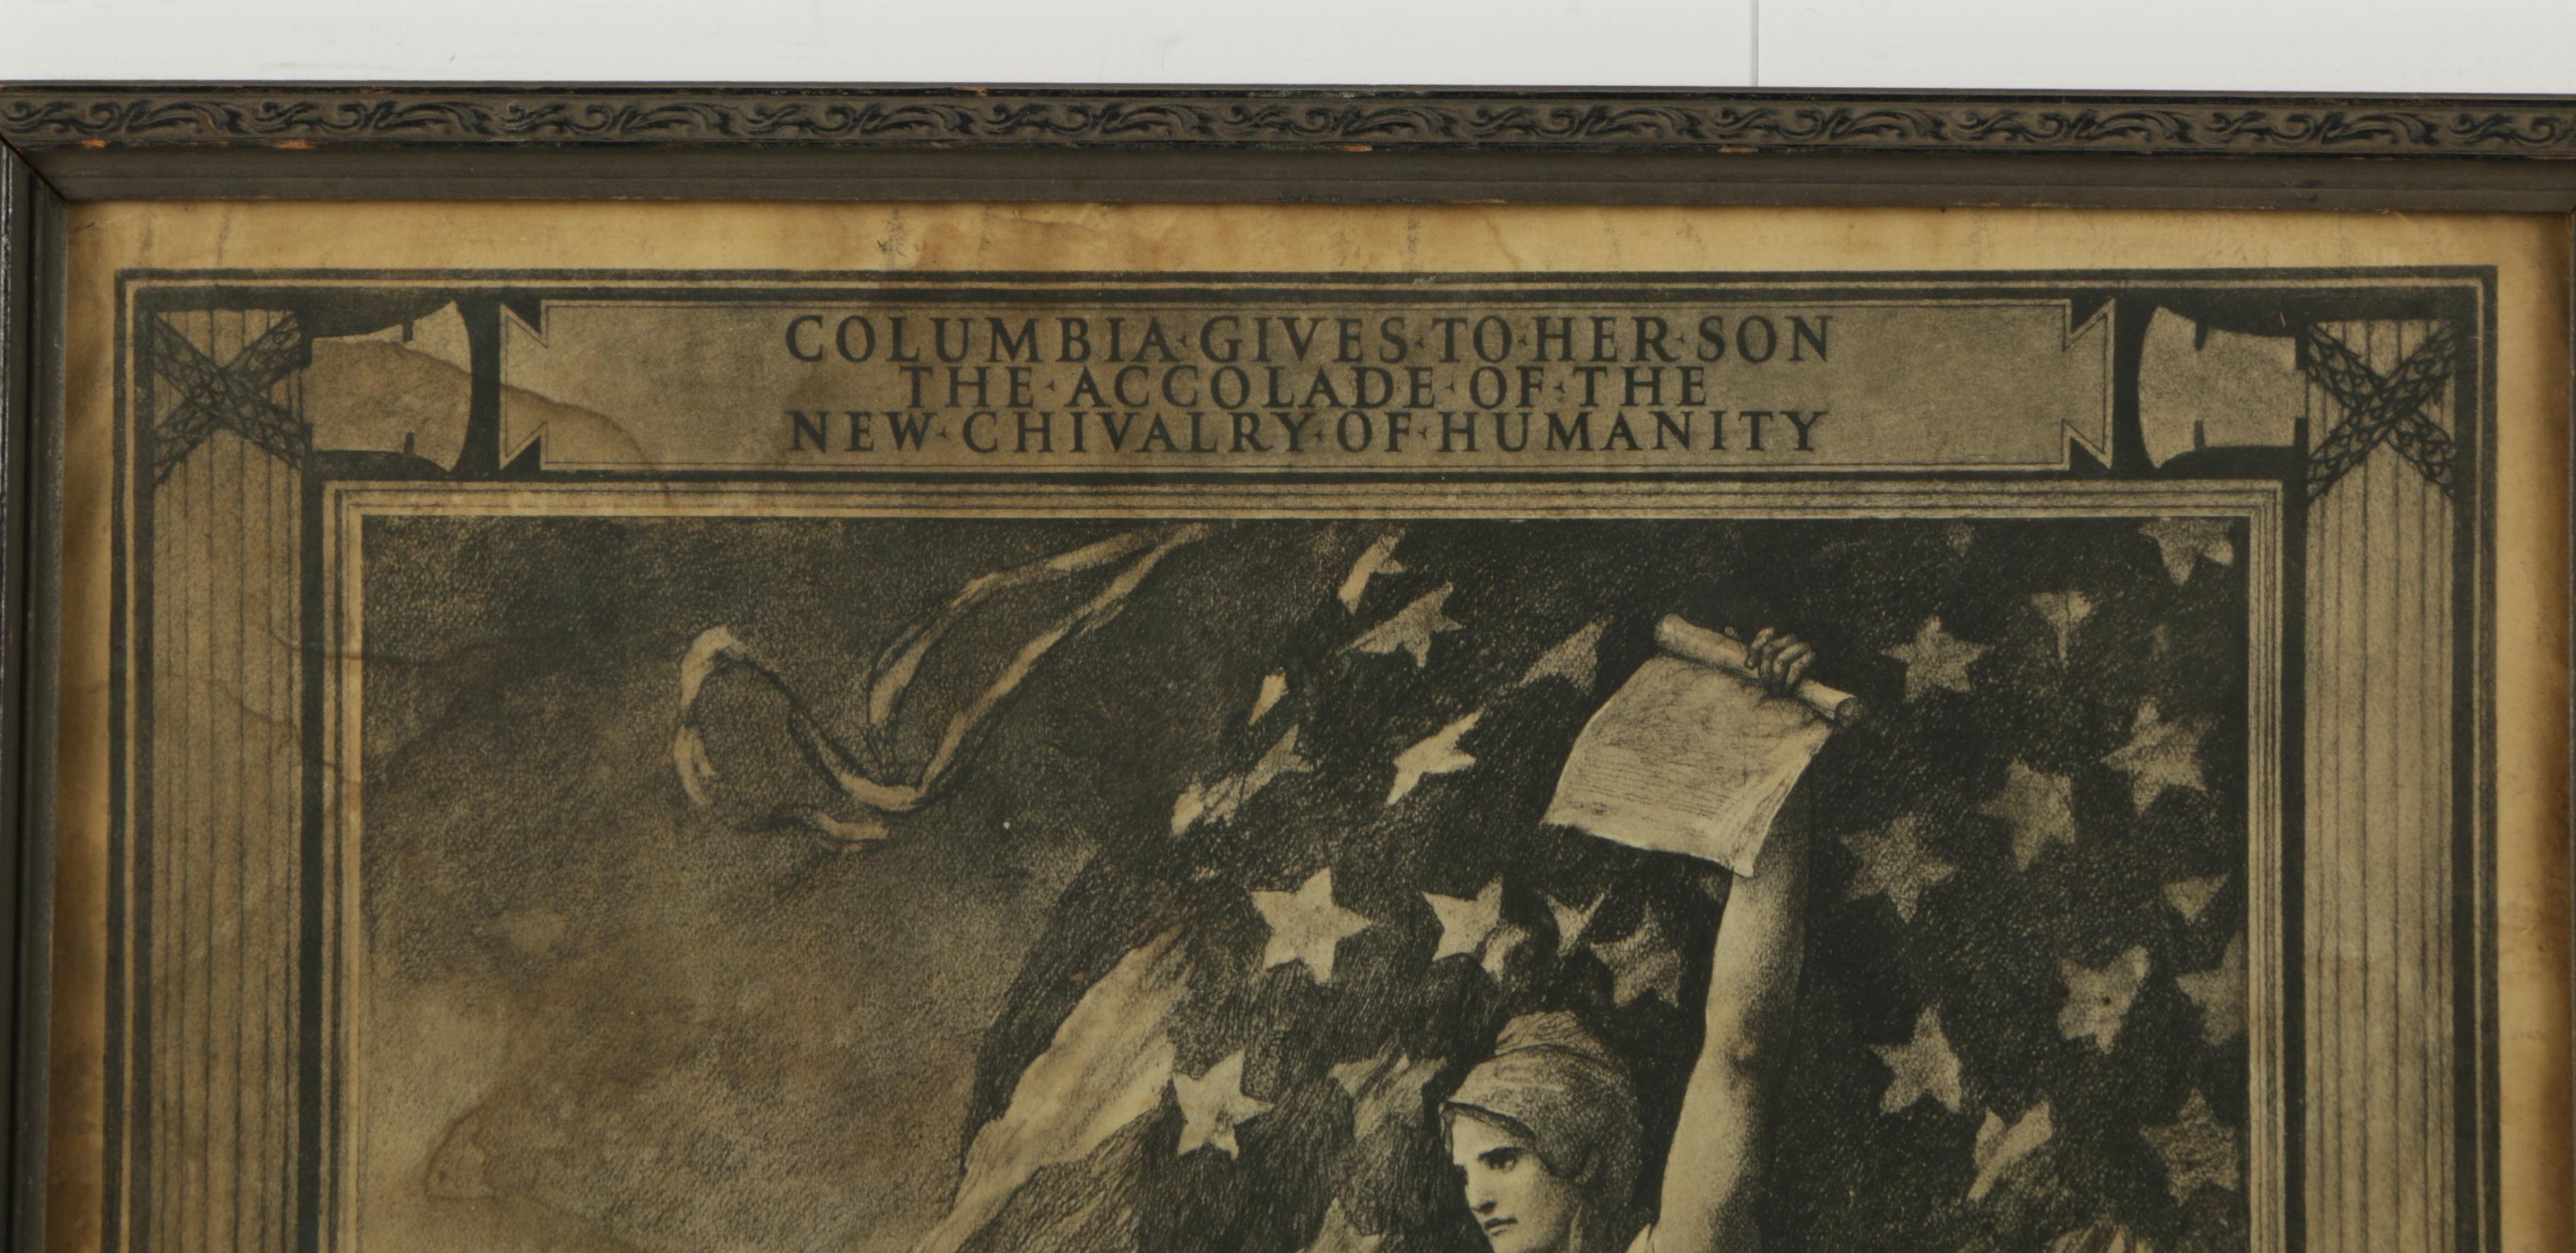 COLUMBIA·GIVES·TO·HER·SON
THE·ACCOLADE·OF·THE
NEW·CHIVALRY·OF·HUMANITY